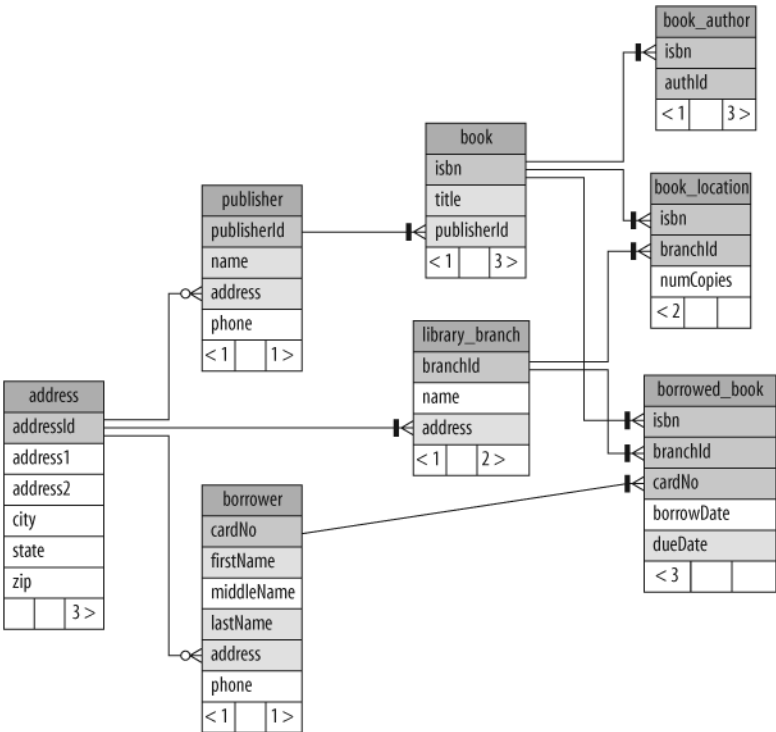 book_author
isbn
authId
< 1 3 >
book
isbn
title
publisherId
< 1 3 >
book_location
isbn
branchId
numCopies
< 2
publisher
publisherId
name
address
phone
< 1 1 >
library_branch
branchId
name
address
< 1 2 >
borrowed_book
isbn
branchId
cardNo
borrowDate
dueDate
< 3
address
addressId
address1
address2
city
state
zip
3 >
borrower
cardNo
firstName
middleName
lastName
address
phone
< 1 1 >